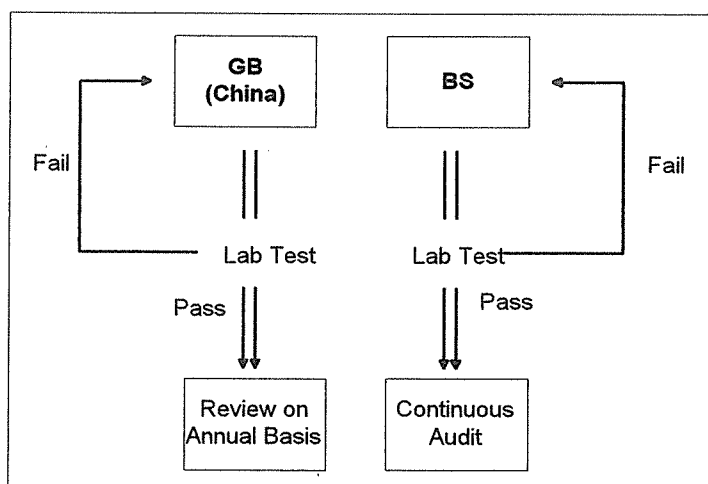 GB
(China)
BS
Fail
Fail
Lab Test
Lab Test
Pass
Pass
Review on
Annual Basis
Continuous
Audit